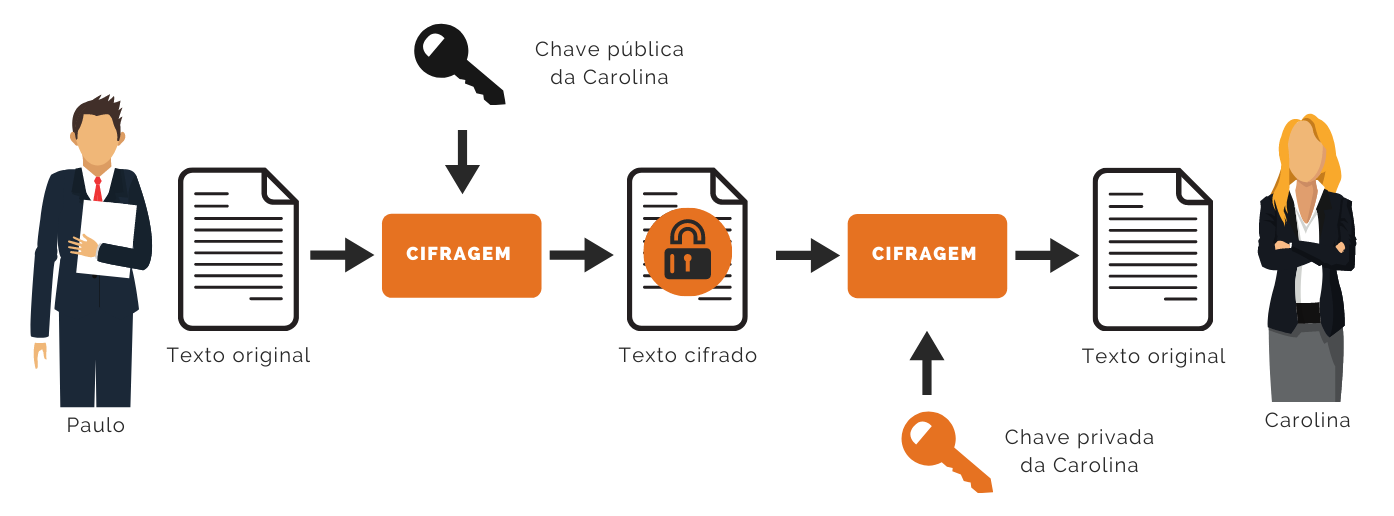 Chave pública
da Carolina
CIFRAGEM
CIFRAGEM
Texto original
Texto cifrado
Texto original
Paulo
Carolina
Chave privada
da Carolina